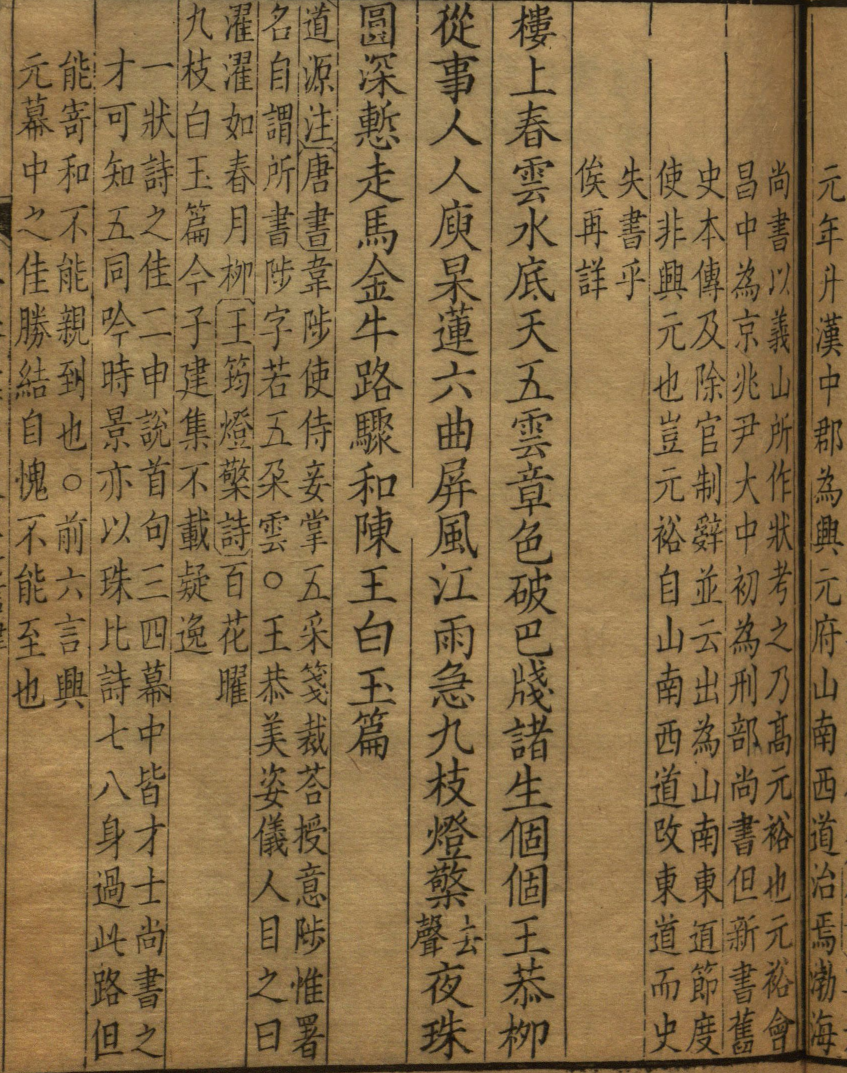 元年升漢中郡為興元府山南西道治焉渤海
尚書以義山所作狀考之乃高元裕也元裕會
昌中為京兆尹大中初為刑部尚書但新書舊
史本傳及除官制辭並云出為山南東道節度
使非興元也豈元裕自山南西道改東道而史
失書乎
俟再詳
樓上春雲水底天五雲章色破巴牋諸生個個王恭柳
從事人人庾杲蓮六曲屏風江雨急九枝燈檠去聲夜珠
圓深慙走馬金牛路驟和陳王白玉篇
道源注唐書韋陟使侍妾掌五采箋裁荅授意陟惟署
名自謂所書陟字若五朶雲○王恭美姿儀人目之曰
濯濯如春月柳王筠燈檠詩百花曜
九枝白玉篇今子建集不載疑逸
一狀詩之佳二申說首句三四幕中皆才士尚書之
才可知五同吟時景亦以珠比詩七八身過此路但
能寄和不能親到也○前六言興
元幕中之佳勝結自愧不能至也